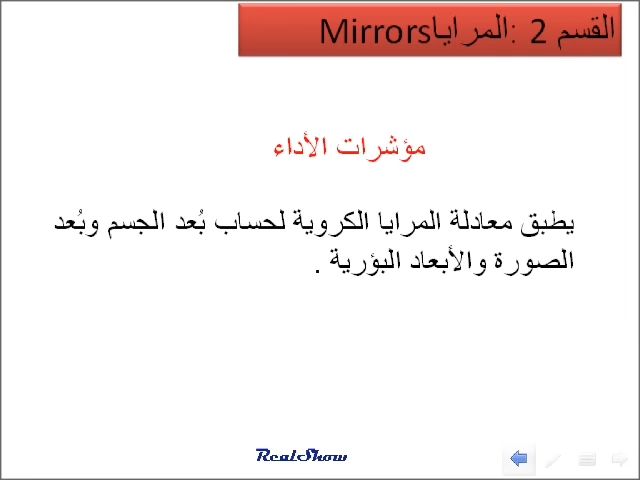 القسم 2 :المراياMirrors
مؤشرات الأداء
يطبق معادلة المرايا الكروية لحساب بُعد الجسم وبُعد
الصورة والأبعاد البؤرية .
RealShow